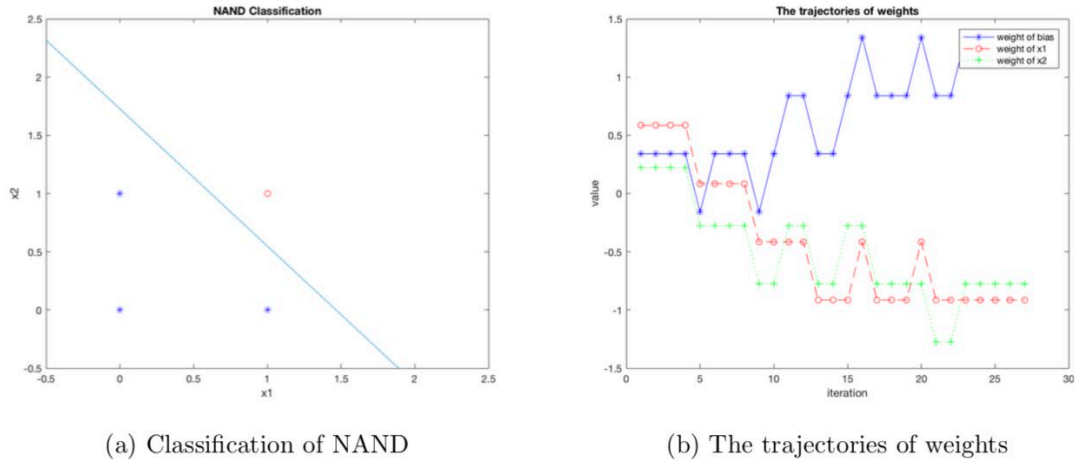 NAND Classification
2.5
2
1.5
1
0.5
0
-0.5
-0.5 0 0.5 1 1.5 2 2.5
x2
x1
(a) Classification of NAND
The trajectories of weights
1.5
1
0.5
0
-0.5
-1
-1.5
0 5 10 15 20 25 30
value
iteration
weight of bias
weight of x1
weight of x2
(b) The trajectories of weights